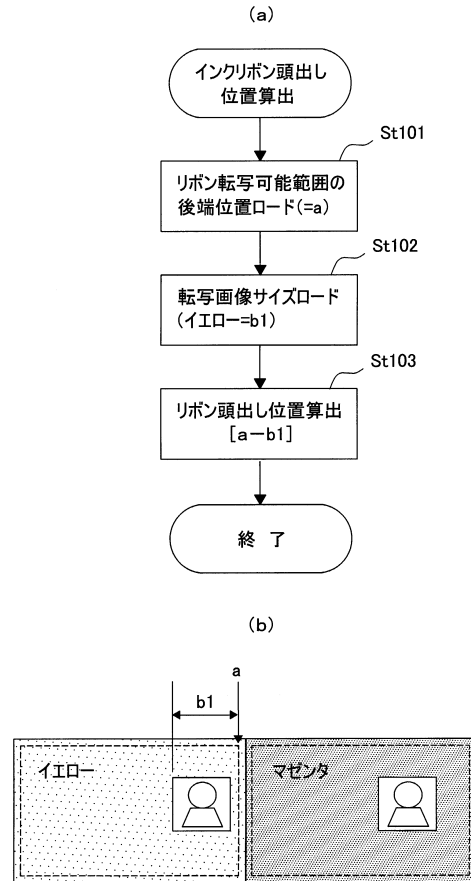 (a)
インクリボン頭出し
位置算出
St101
リボン転写可能範囲の
後端位置ロード(=a)
St102
転写画像サイズロード
(イエロー=b1)
St103
リボン頭出し位置算出
[a-b1]
終 了
(b)
a
b1
イエロー
マゼンタ